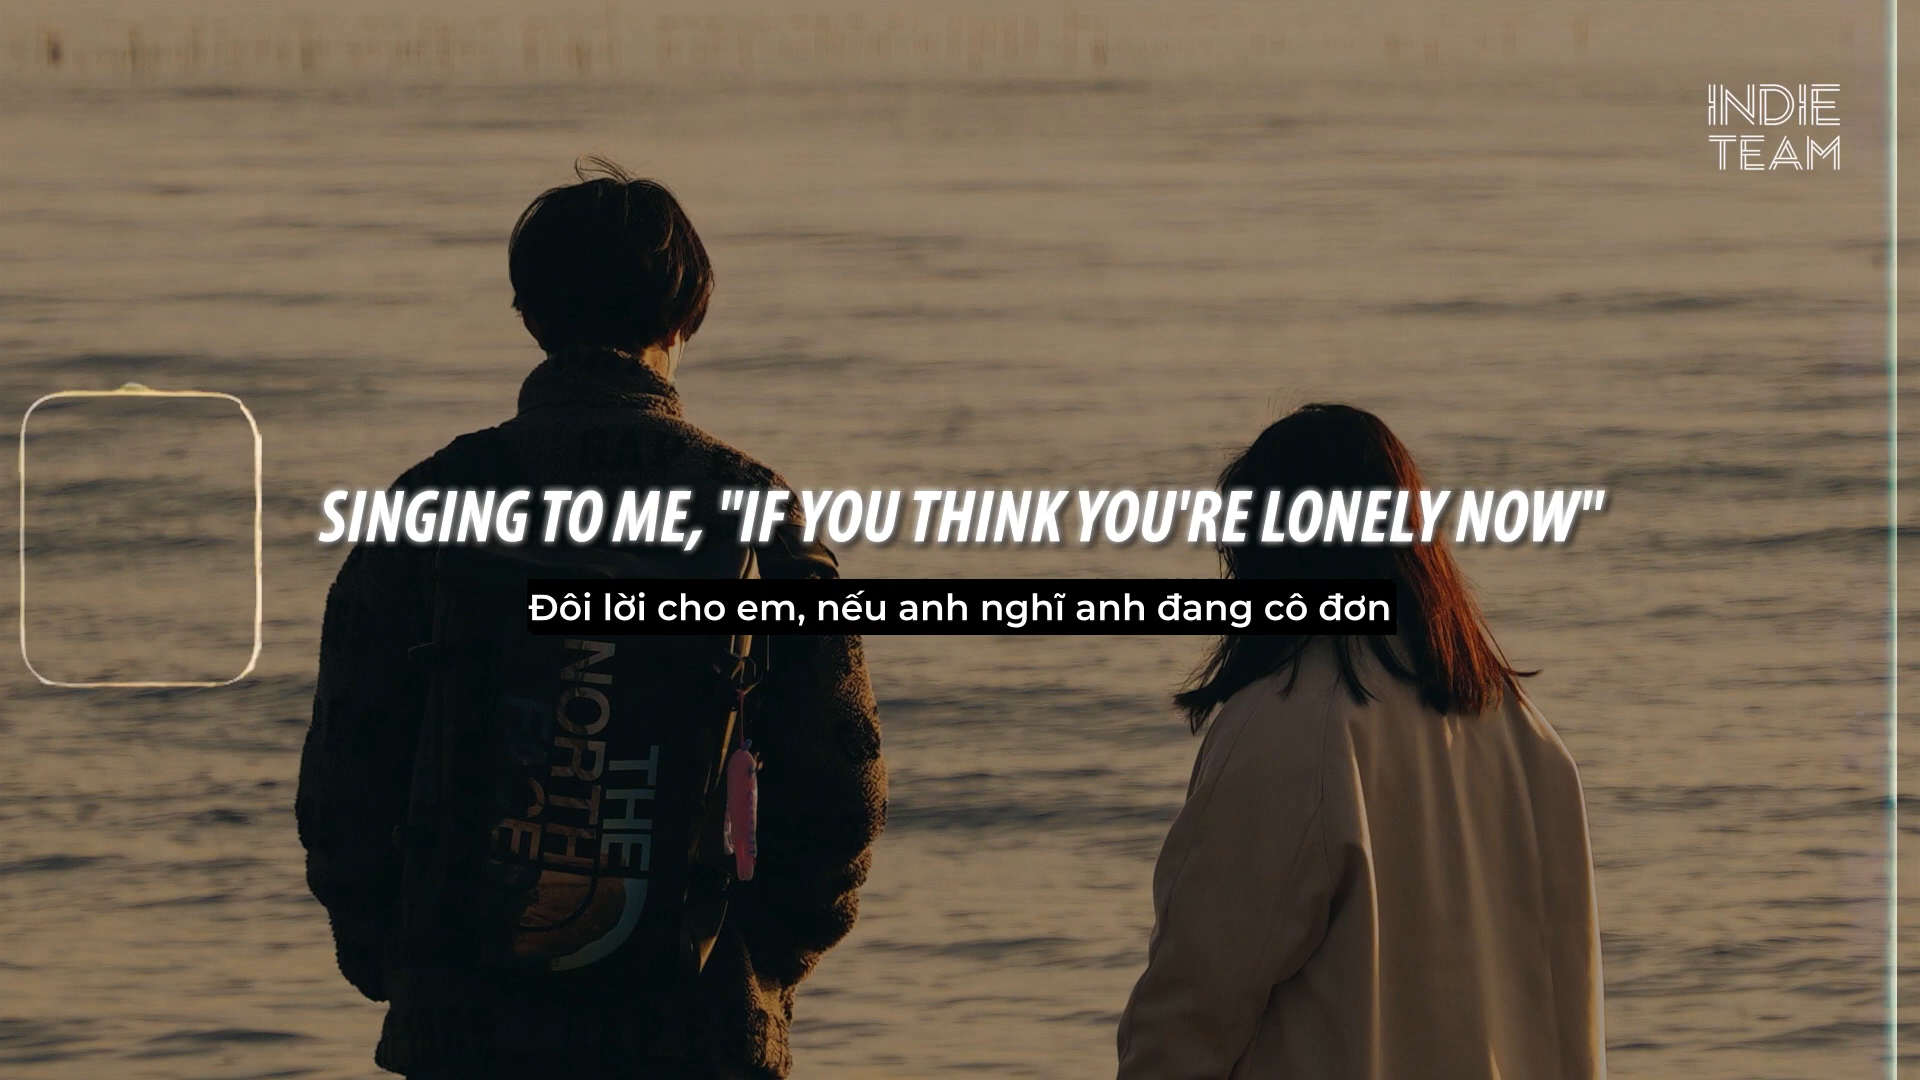 INDIE
TEAM
SINGING TO ME, "IF YOU THINK YOU'RE LONELY NOW"
Đôi lời cho em, nếu anh nghĩ anh đang cô đơn
THE
NORTH
FACE